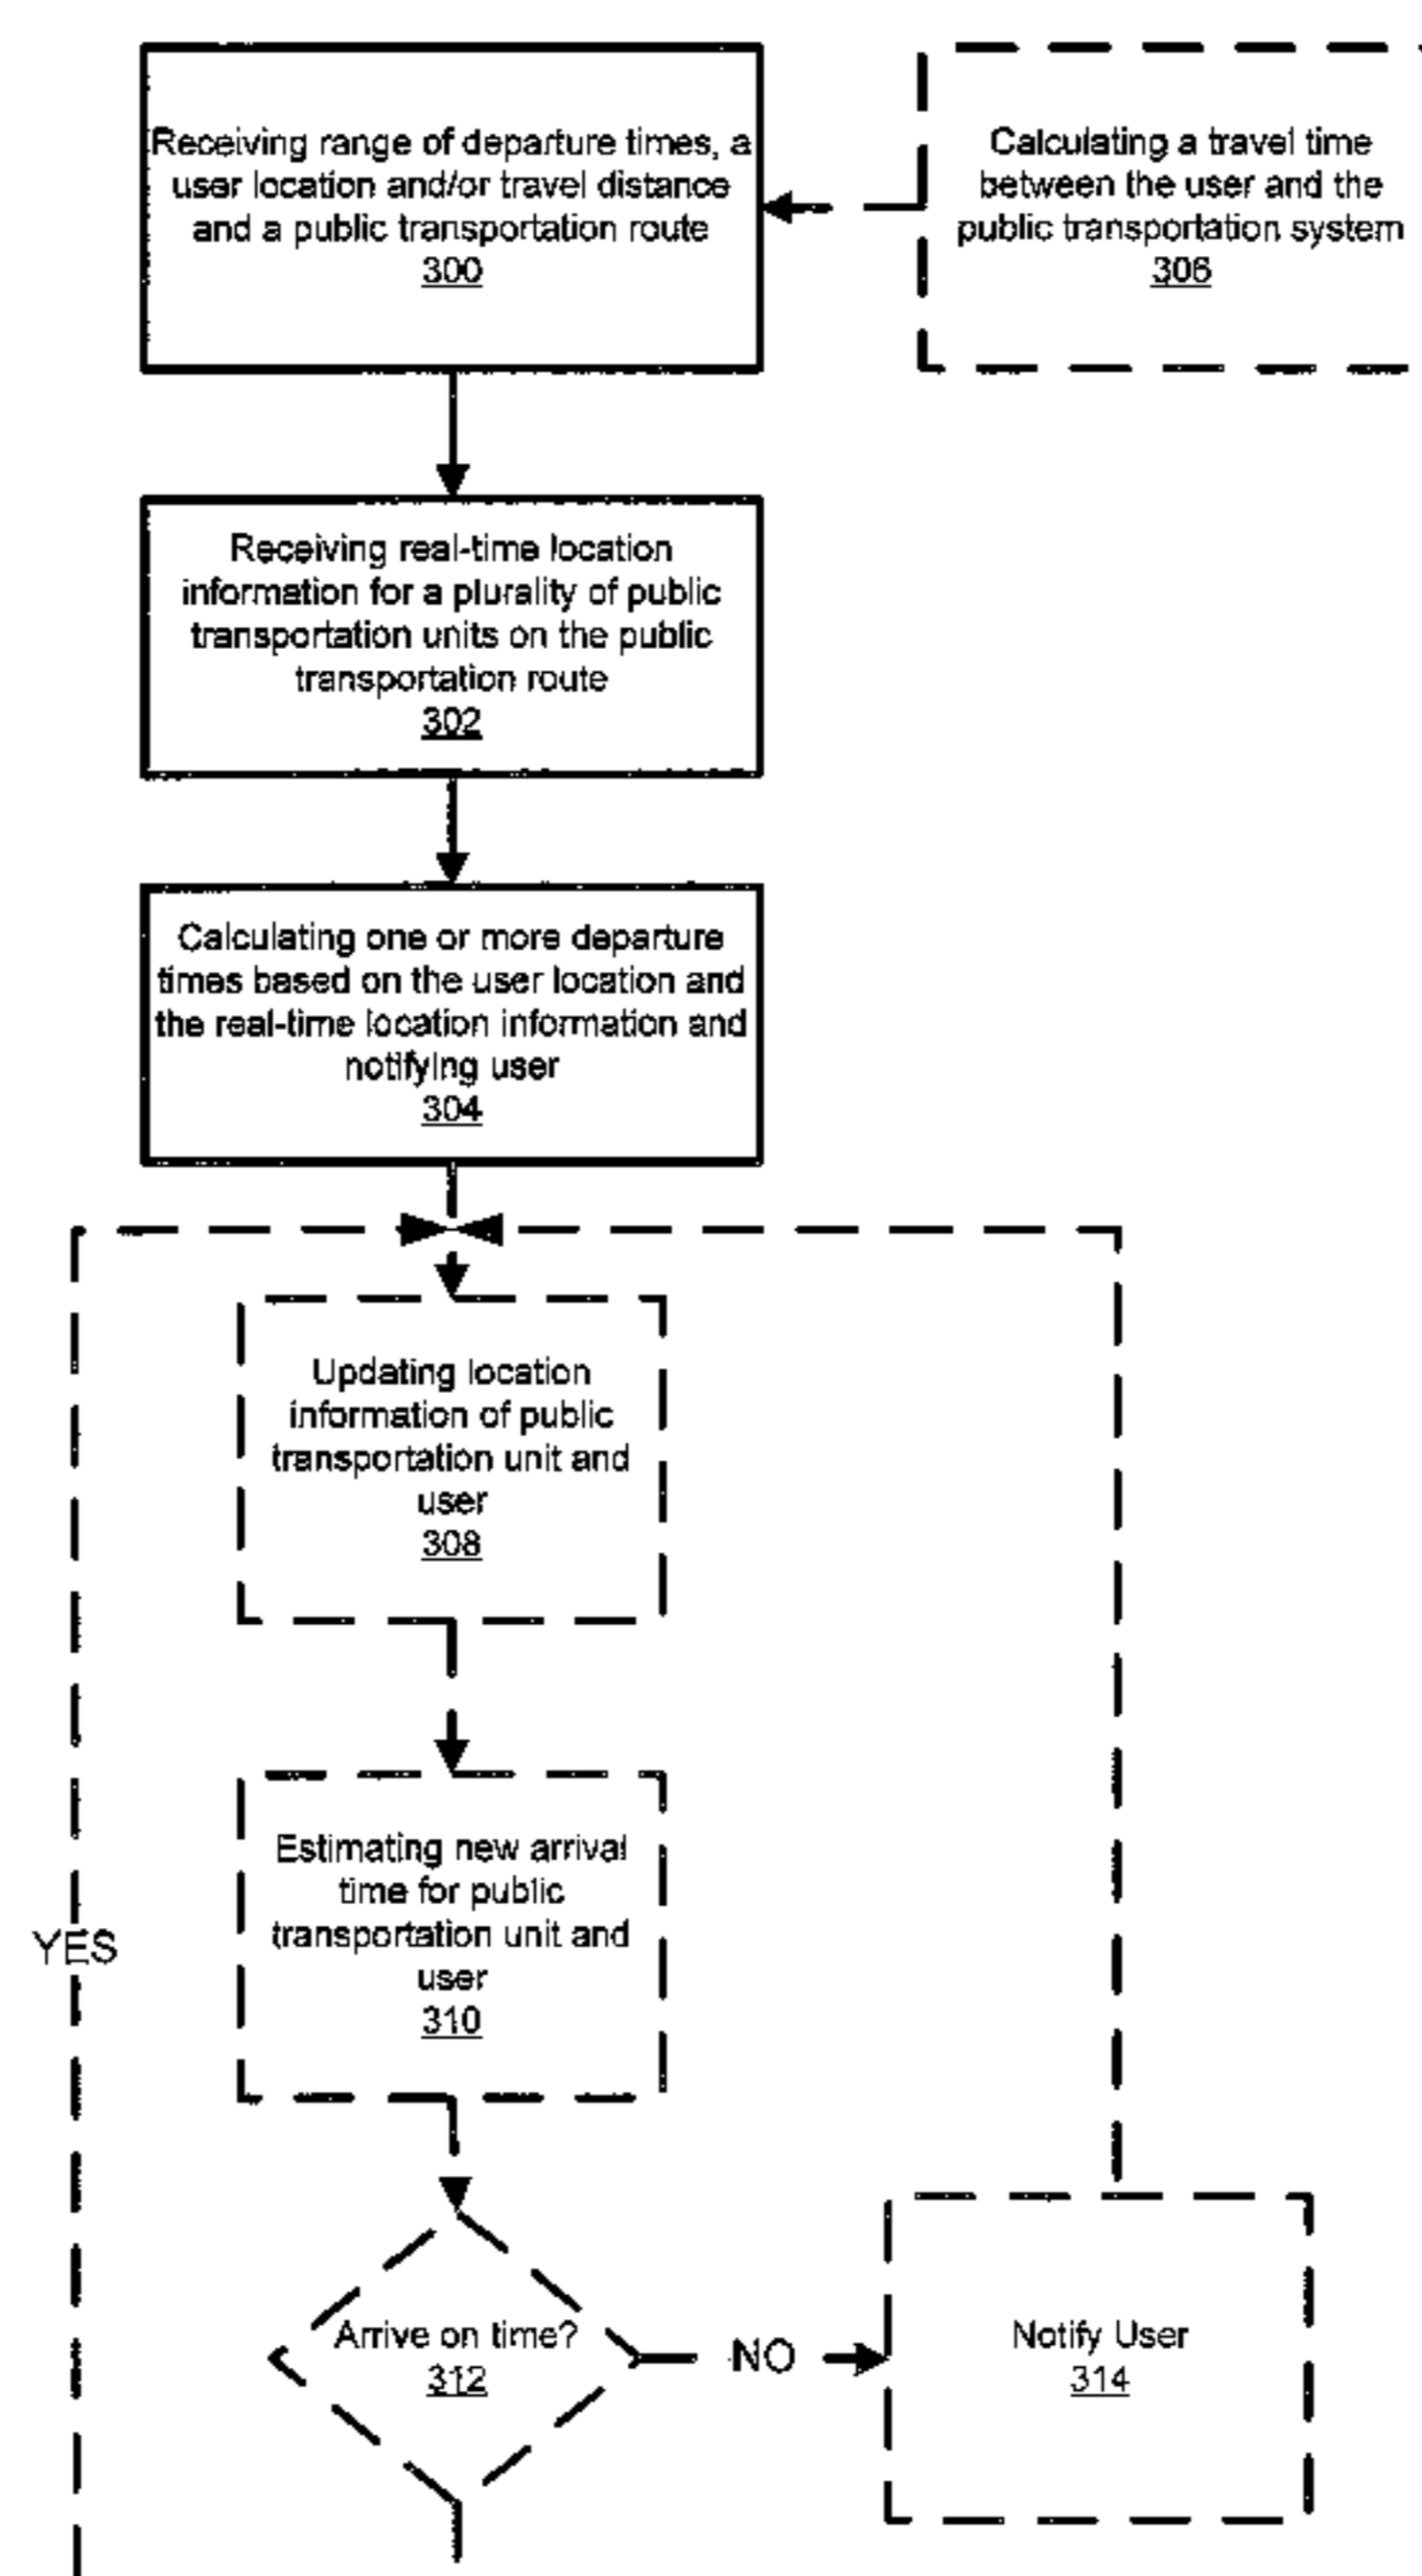 Receiving range of departure times, a
user location and/or travel distance
and a public transportation route
300
Calculating a travel time
between the user and the
public transportation system
306
Receiving real-time location
information for a plurality of public
transportation units on the public
transportation route
302
Calculating one or more departure
times based on the user location and
the real-time location information and
notifying user
304
Updating location
information of public
transportation unit and
user
308
Estimating new arrival
time for public
transportation unit and
user
310
YES
Arrive on time?
312
NO
Notify User
314